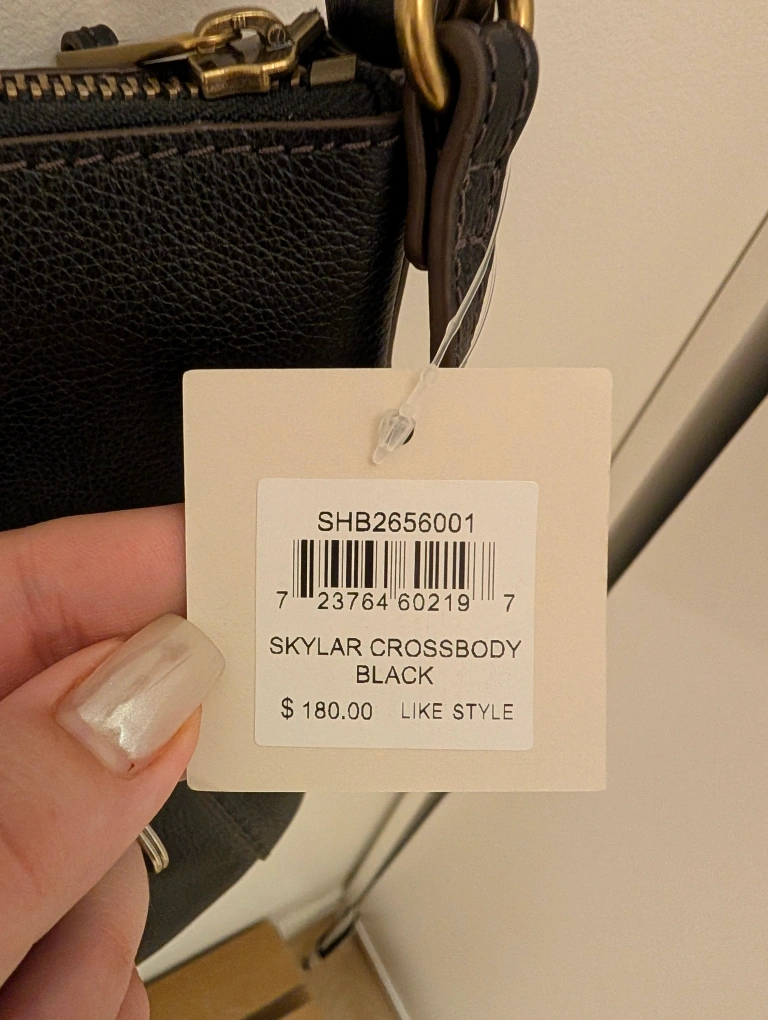 SHB2656001
7 23764 60219 7
SKYLAR CROSSBODY
BLACK
$ 180.00 LIKE STYLE